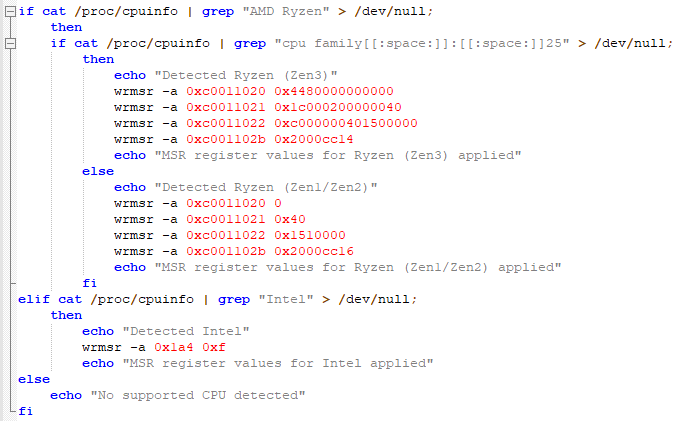 if cat /proc/cpuinfo | grep "AMD Ryzen" > /dev/null;
then
if cat /proc/cpuinfo | grep "cpu family[[:space:]]:[[:space:]]25" > /dev/null;
then
echo "Detected Ryzen (Zen3)"
wrmsr -a 0xc0011020 0x4480000000000
wrmsr -a 0xc0011021 0x1c000200000040
wrmsr -a 0xc0011022 0xc000000401500000
wrmsr -a 0xc001102b 0x2000cc14
echo "MSR register values for Ryzen (Zen3) applied"
else
echo "Detected Ryzen (Zen1/Zen2)"
wrmsr -a 0xc0011020 0
wrmsr -a 0xc0011021 0x40
wrmsr -a 0xc0011022 0x1510000
wrmsr -a 0xc001102b 0x2000cc16
echo "MSR register values for Ryzen (Zen1/Zen2) applied"
fi
elif cat /proc/cpuinfo | grep "Intel" > /dev/null;
then
echo "Detected Intel"
wrmsr -a 0x1a4 0xf
echo "MSR register values for Intel applied"
else
echo "No supported CPU detected"
fi